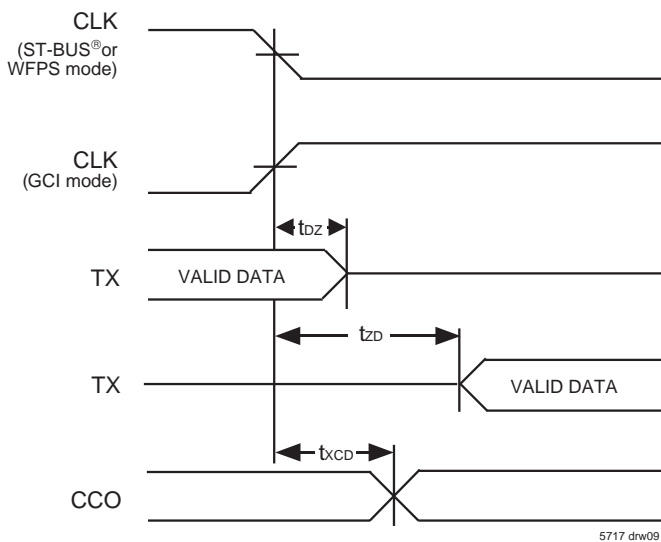 CLK
(ST-BUS®or
WFPS mode)
CLK
(GCI mode)
tDZ
TX
VALID DATA
tZD
TX
VALID DATA
tXCD
CCO
5717 drw09